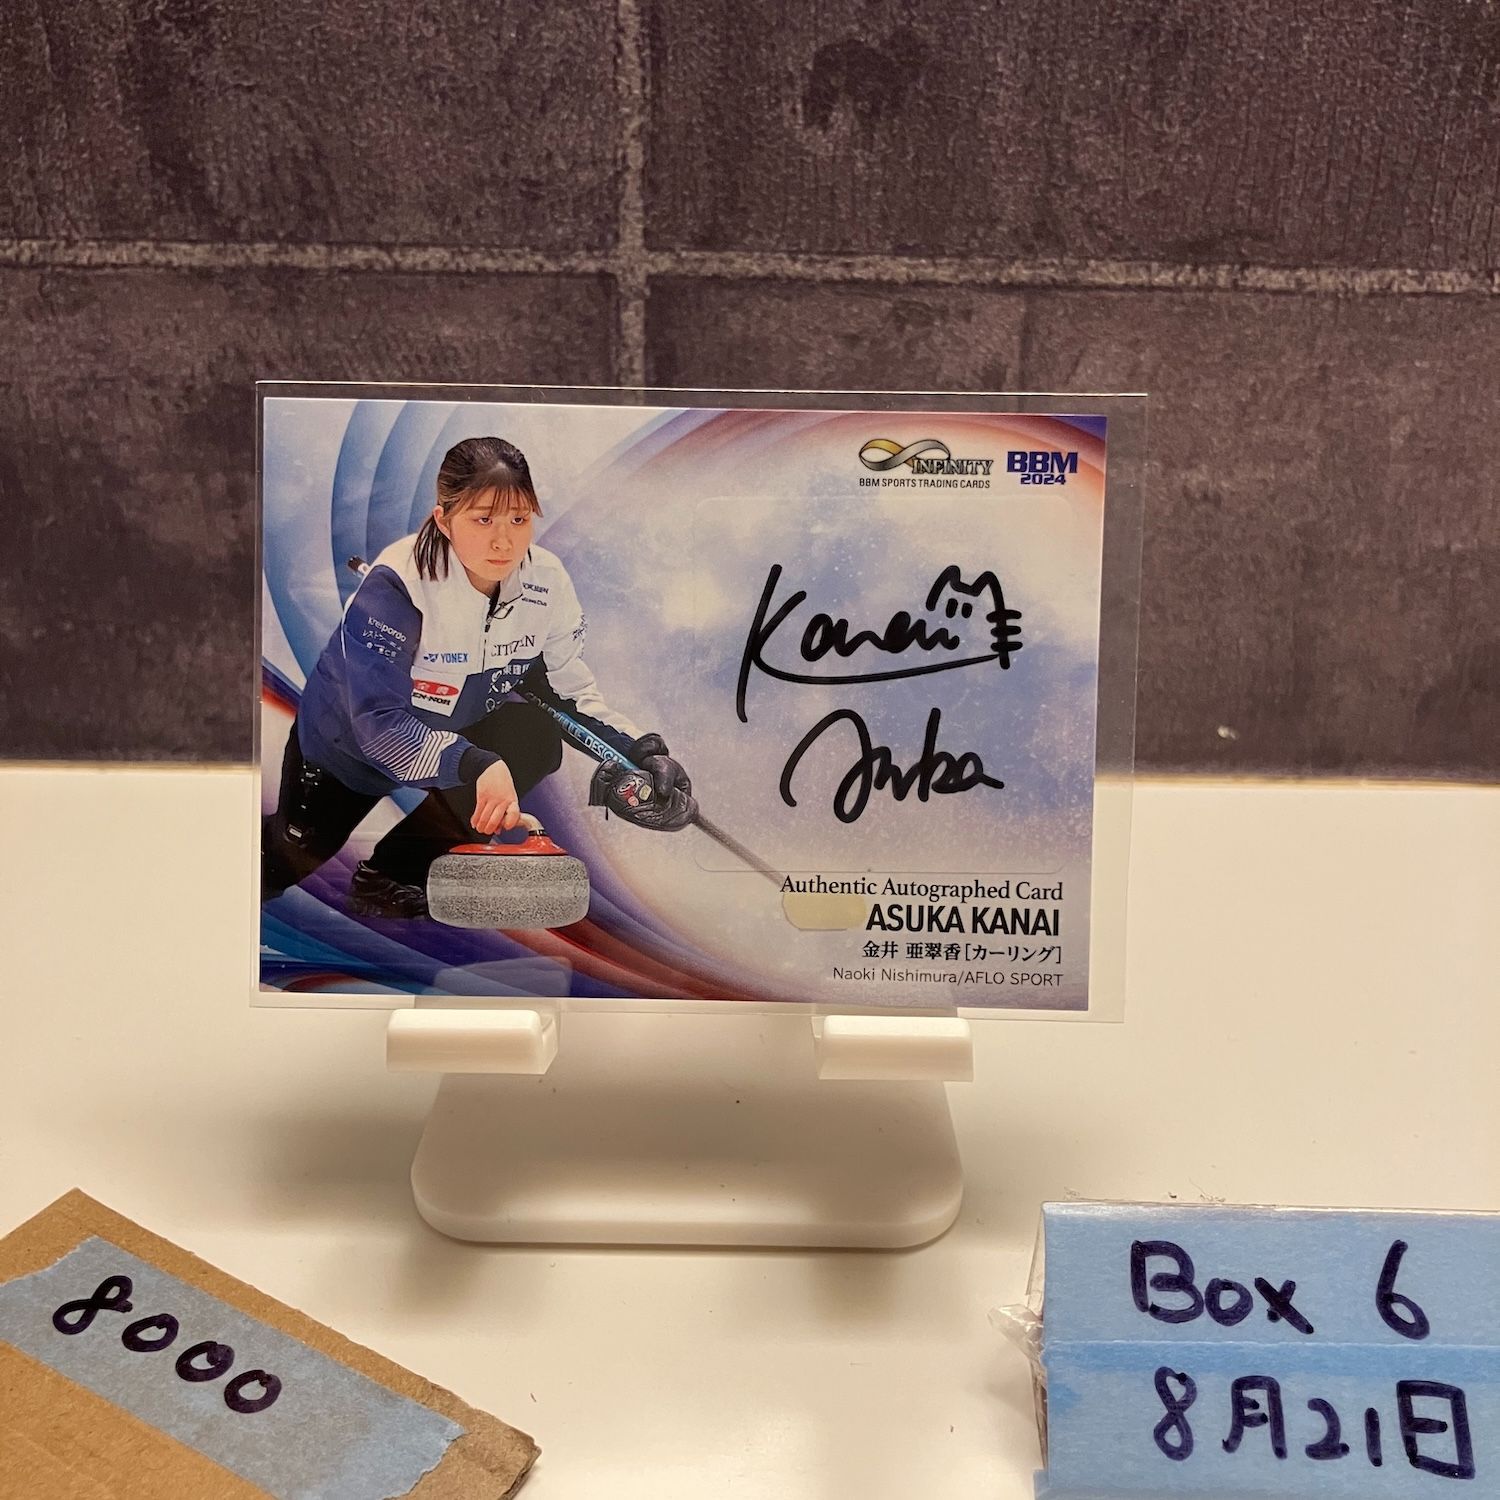 INFINITY
BBM SPORTS TRADING CARDS
BBM
2024
YONEX
CITIZEN
Kanai
Asuka
Authentic Autographed Card
ASUKA KANAI
金井 亜翠香[カーリング]
Naoki Nishimura/AFLO SPORT
8000
Box 6
8月21日